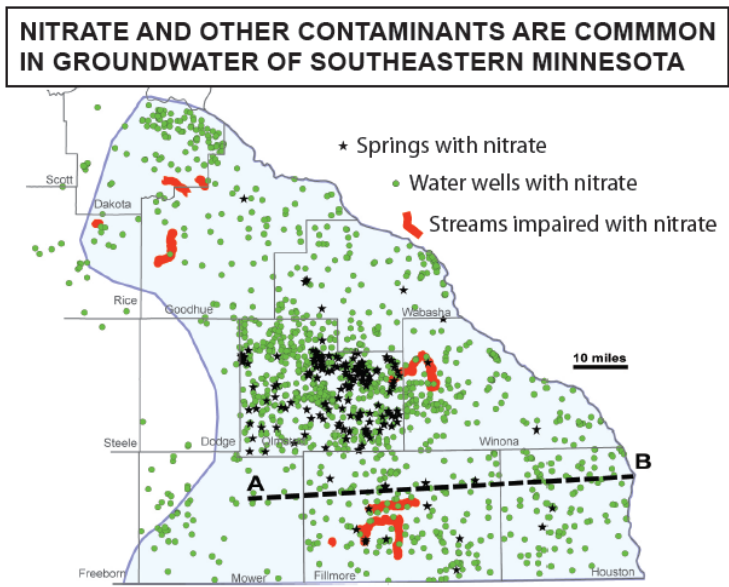 NITRATE AND OTHER CONTAMINANTS ARE COMMMON
IN GROUNDWATER OF SOUTHEASTERN MINNESOTA
Springs with nitrate
Water wells with nitrate
Streams impaired with nitrate
Scott
Dakota
Rice
Goodhue
Wabasha
10 miles
Steele
Dodge
Olmsted
Winona
A
B
Freeborn
Mower
Fillmore
Houston